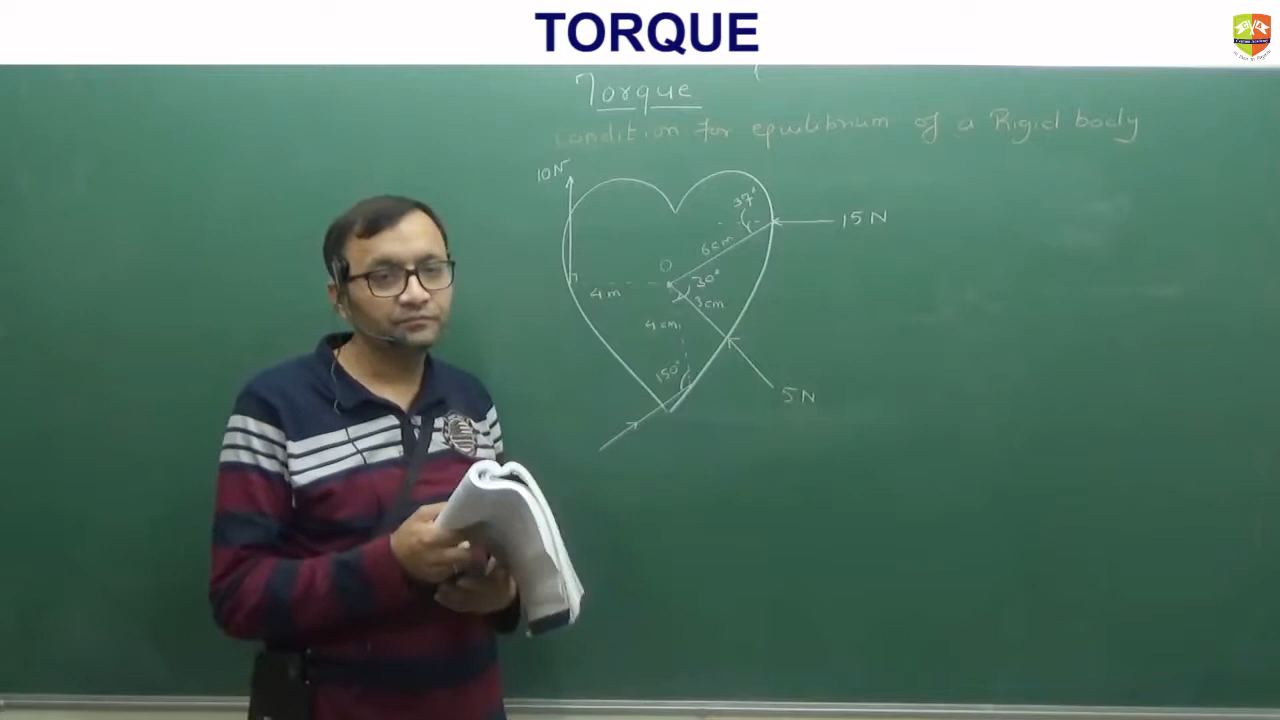 TORQUE
Torque
Condition for equilibrium of a Rigid body
10N
37°
15 N
6cm
O
30°
4 m
3cm
4cm
150°
5 N